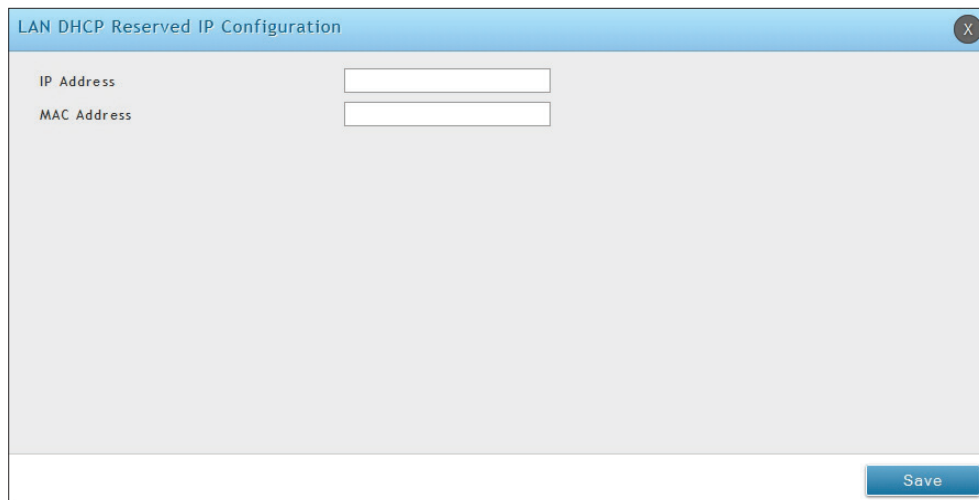 LAN DHCP Reserved IP Configuration
X
IP Address
MAC Address
Save